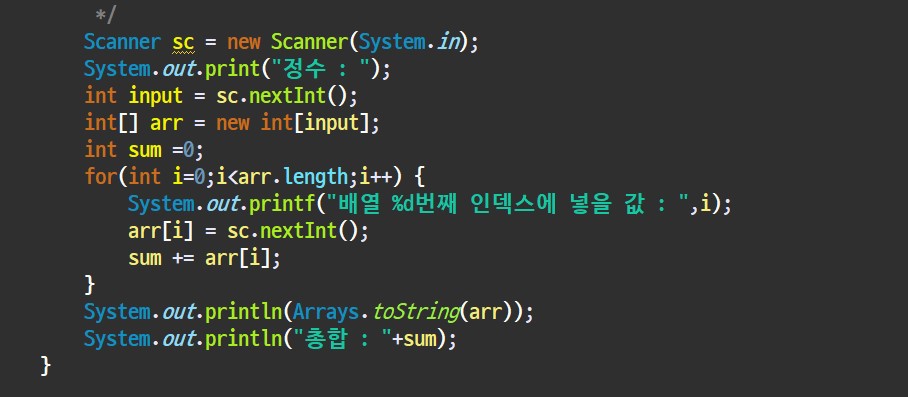 */
Scanner sc = new Scanner(System.in);
System.out.print("정수 : ");
int input = sc.nextInt();
int[] arr = new int[input];
int sum =0;
for(int i=0;i<arr.length;i++) {
System.out.printf("배열 %d번째 인덱스에 넣을 값 : ",i);
arr[i] = sc.nextInt();
sum += arr[i];
}
System.out.println(Arrays.toString(arr));
System.out.println("총합 : "+sum);
}